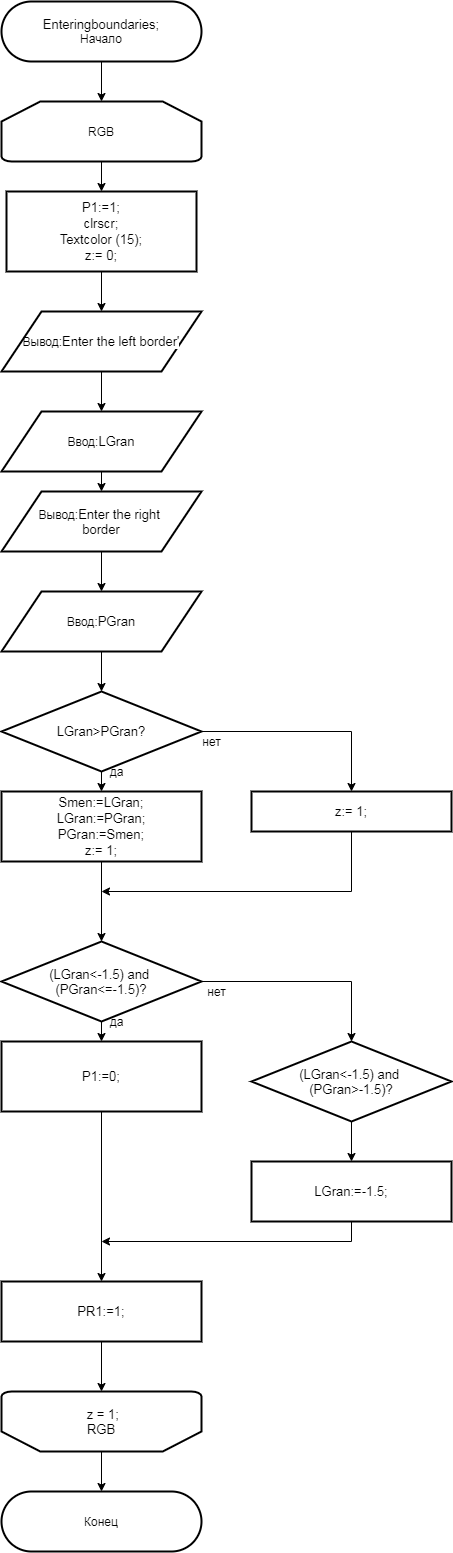 Enteringboundaries;
Начало
RGB
P1:=1;
clrscr;
Textcolor (15);
z:= 0;
Вывод:Enter the left border'
Ввод:LGran
Вывод:Enter the right
border
Ввод:PGran
LGran>PGran?
нет
да
Smen:=LGran;
LGran:=PGran;
PGran:=Smen;
z:= 1;
z:= 1;
(LGran<-1.5) and
(PGran<=-1.5)?
нет
да
P1:=0;
(LGran<-1.5) and
(PGran>-1.5)?
LGran:=-1.5;
PR1:=1;
z = 1;
RGB
Конец